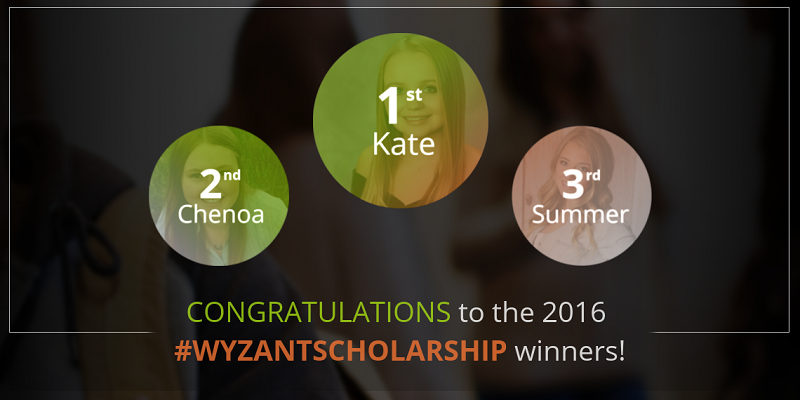 1st
Kate
2nd
Chenoa
3rd
Summer
CONGRATULATIONS to the 2016
#WYZANTSCHOLARSHIP winners!